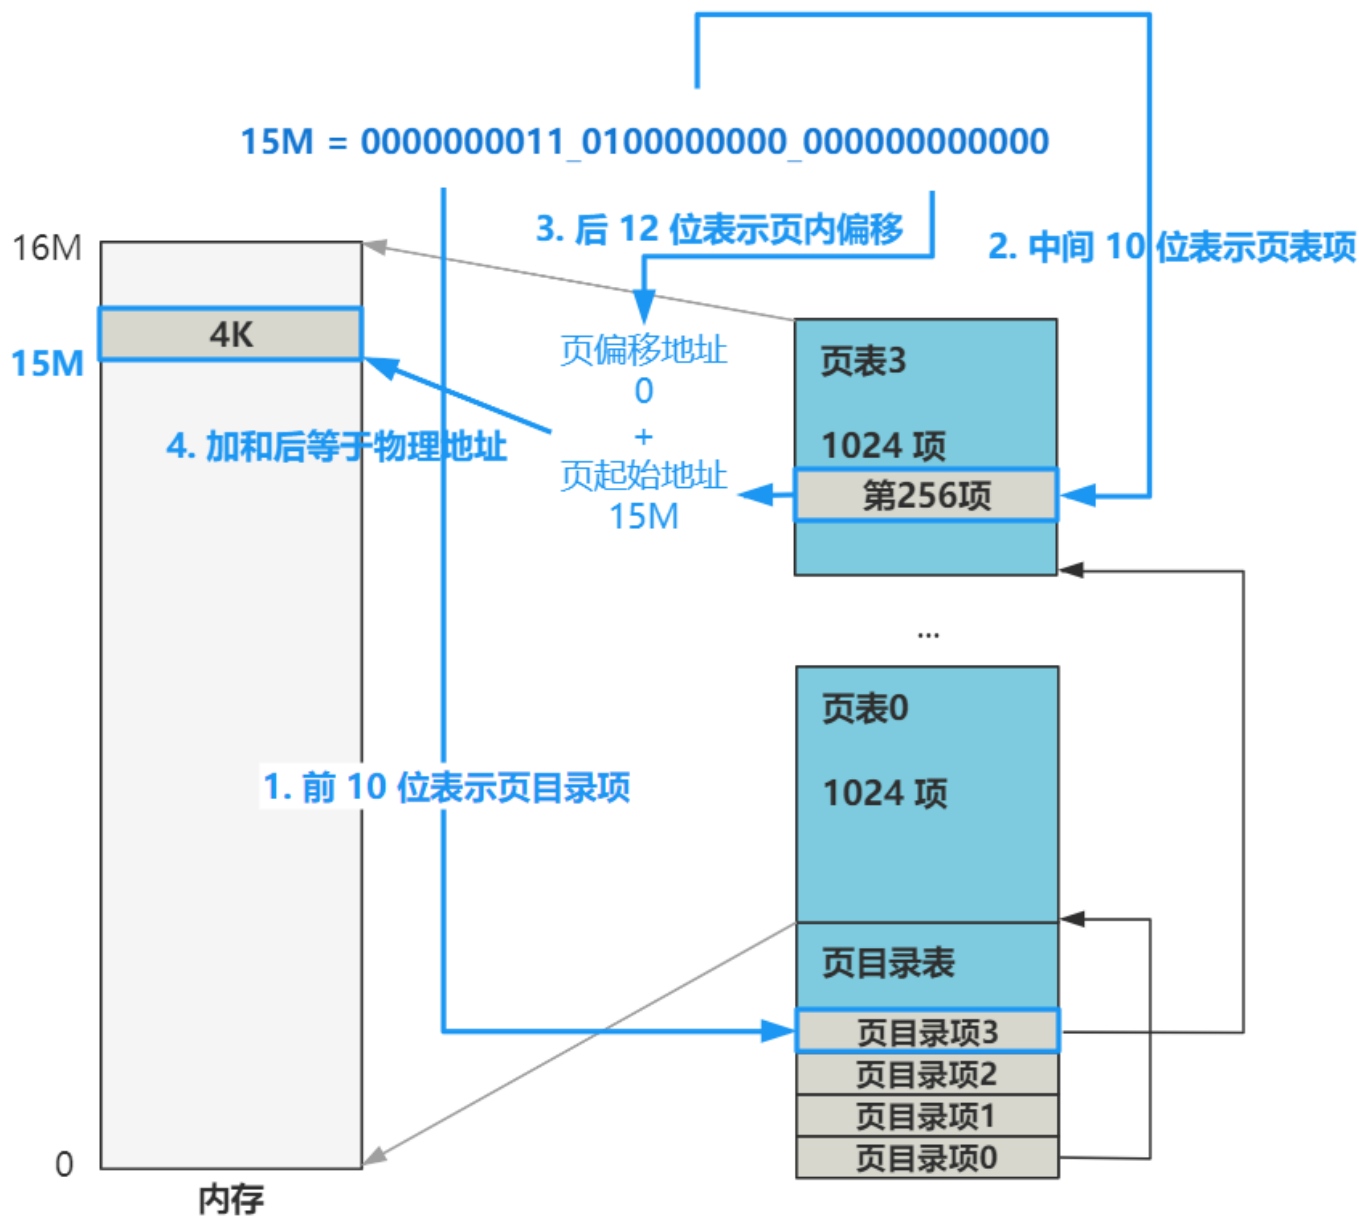 15M = 0000000011_0100000000_000000000000
3. 后 12 位表示页内偏移
2. 中间 10 位表示页表项
16M
4K
15M
页偏移地址
0
+
页起始地址
15M
4. 加和后等于物理地址
页表3
1024 项
第256项
...
页表0
1024 项
1. 前 10 位表示页目录项
页目录表
页目录项3
页目录项2
页目录项1
页目录项0
0
内存